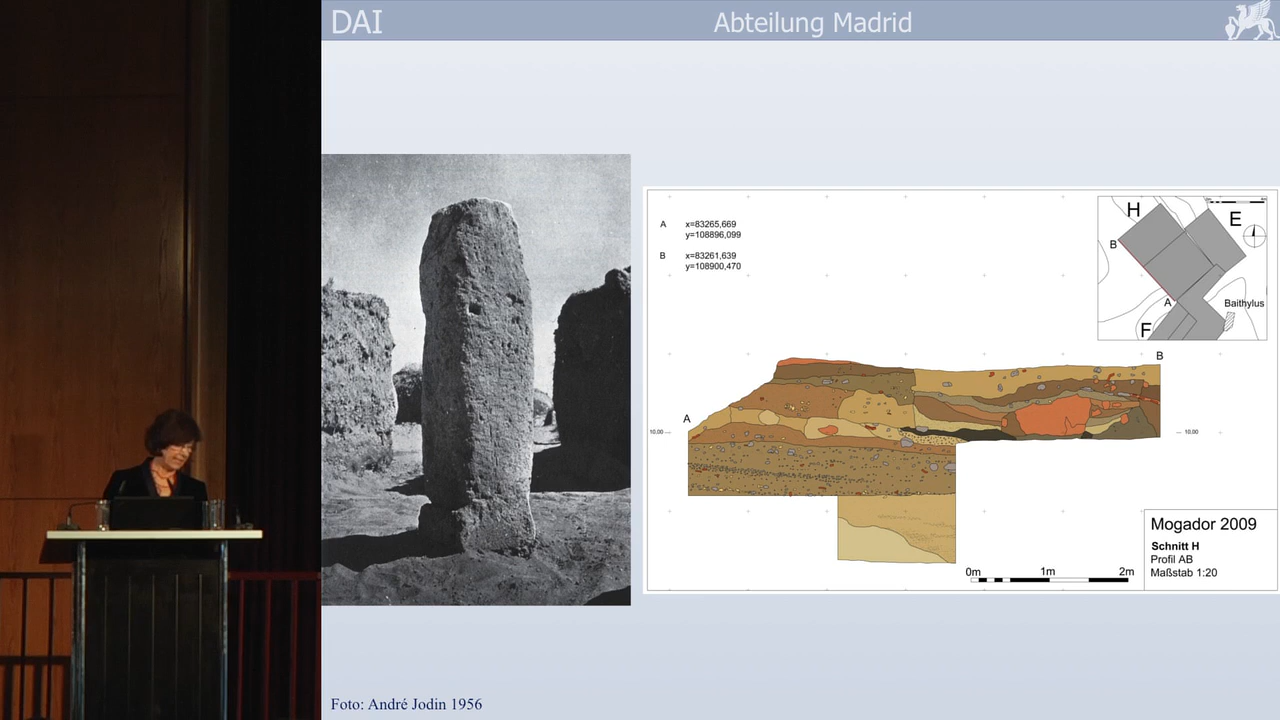 DAI
Abteilung Madrid
A x=83265,669
y=108896,099
B x=83261,639
y=108900,470
H
E
B
A
Baithylus
F
B
A
10,00
10,00
Mogador 2009
Schnitt H
Profil AB
Maßstab 1:20
0m 1m 2m
Foto: André Jodin 1956